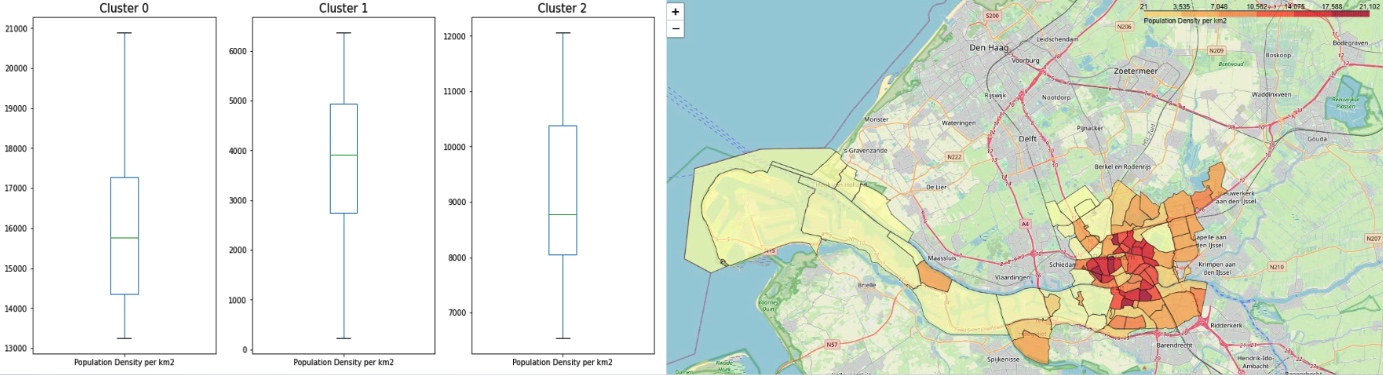 Cluster 0
21000
20000
19000
18000
17000
16000
15000
14000
13000
Population Density per km2
Cluster 1
6000
5000
4000
3000
2000
1000
0
Population Density per km2
Cluster 2
12000
11000
10000
9000
8000
7000
Population Density per km2
+
−
21 3,535 7,048 10,562 14,075 17,588 21,102
Population Density per km2
S200
N206
Den Haag
Leidschendam
Voorburg
N209
Bodegraven
Boskoop
Zoetermeer
Rijswijk
Nootdorp
Waddinxveen
Monster
Wateringen
Delft
Pijnacker
Gouda
's-Gravenzande
N222
Berkel en Rodenrijs
De Lier
aan den IJssel
A4
N207
Capelle aan
den IJssel
Maassluis
Schiedam
Krimpen aan
den IJssel
N210
Vlaardingen
Brielle
Ridderkerk
N57
Barendrecht
Spijkenisse
Hendrik-Ido-
Ambacht